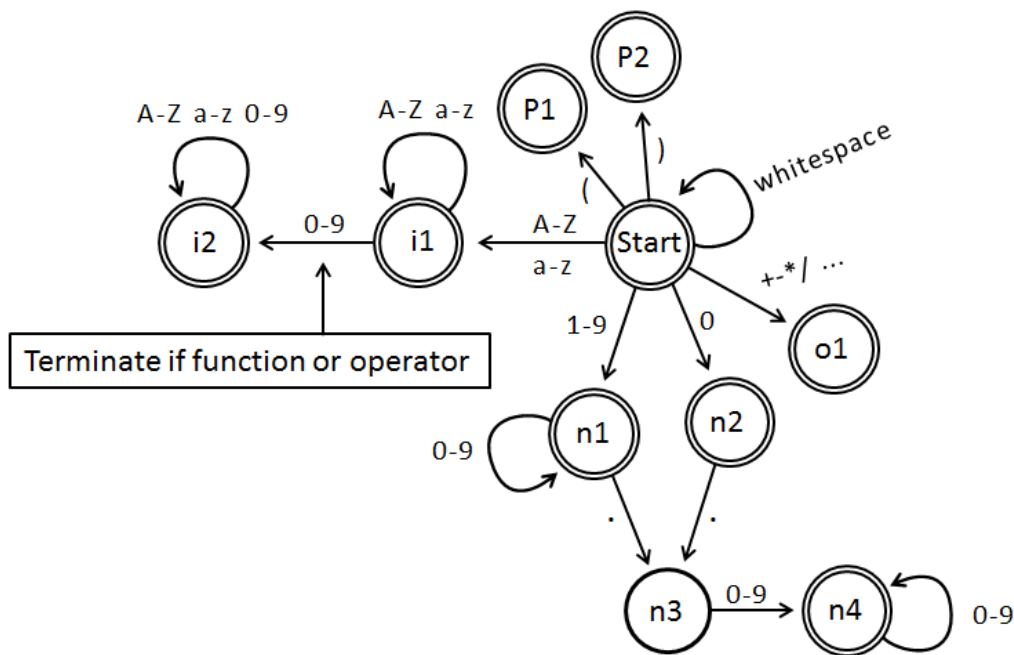 P2
P1
A-Z a-z 0-9
A-Z a-z
)
(
whitespace
i2
0-9
i1
A-Z
a-z
Start
+-*/ ...
Terminate if function or operator
1-9
0
o1
0-9
n1
n2
.
.
n3
0-9
n4
0-9